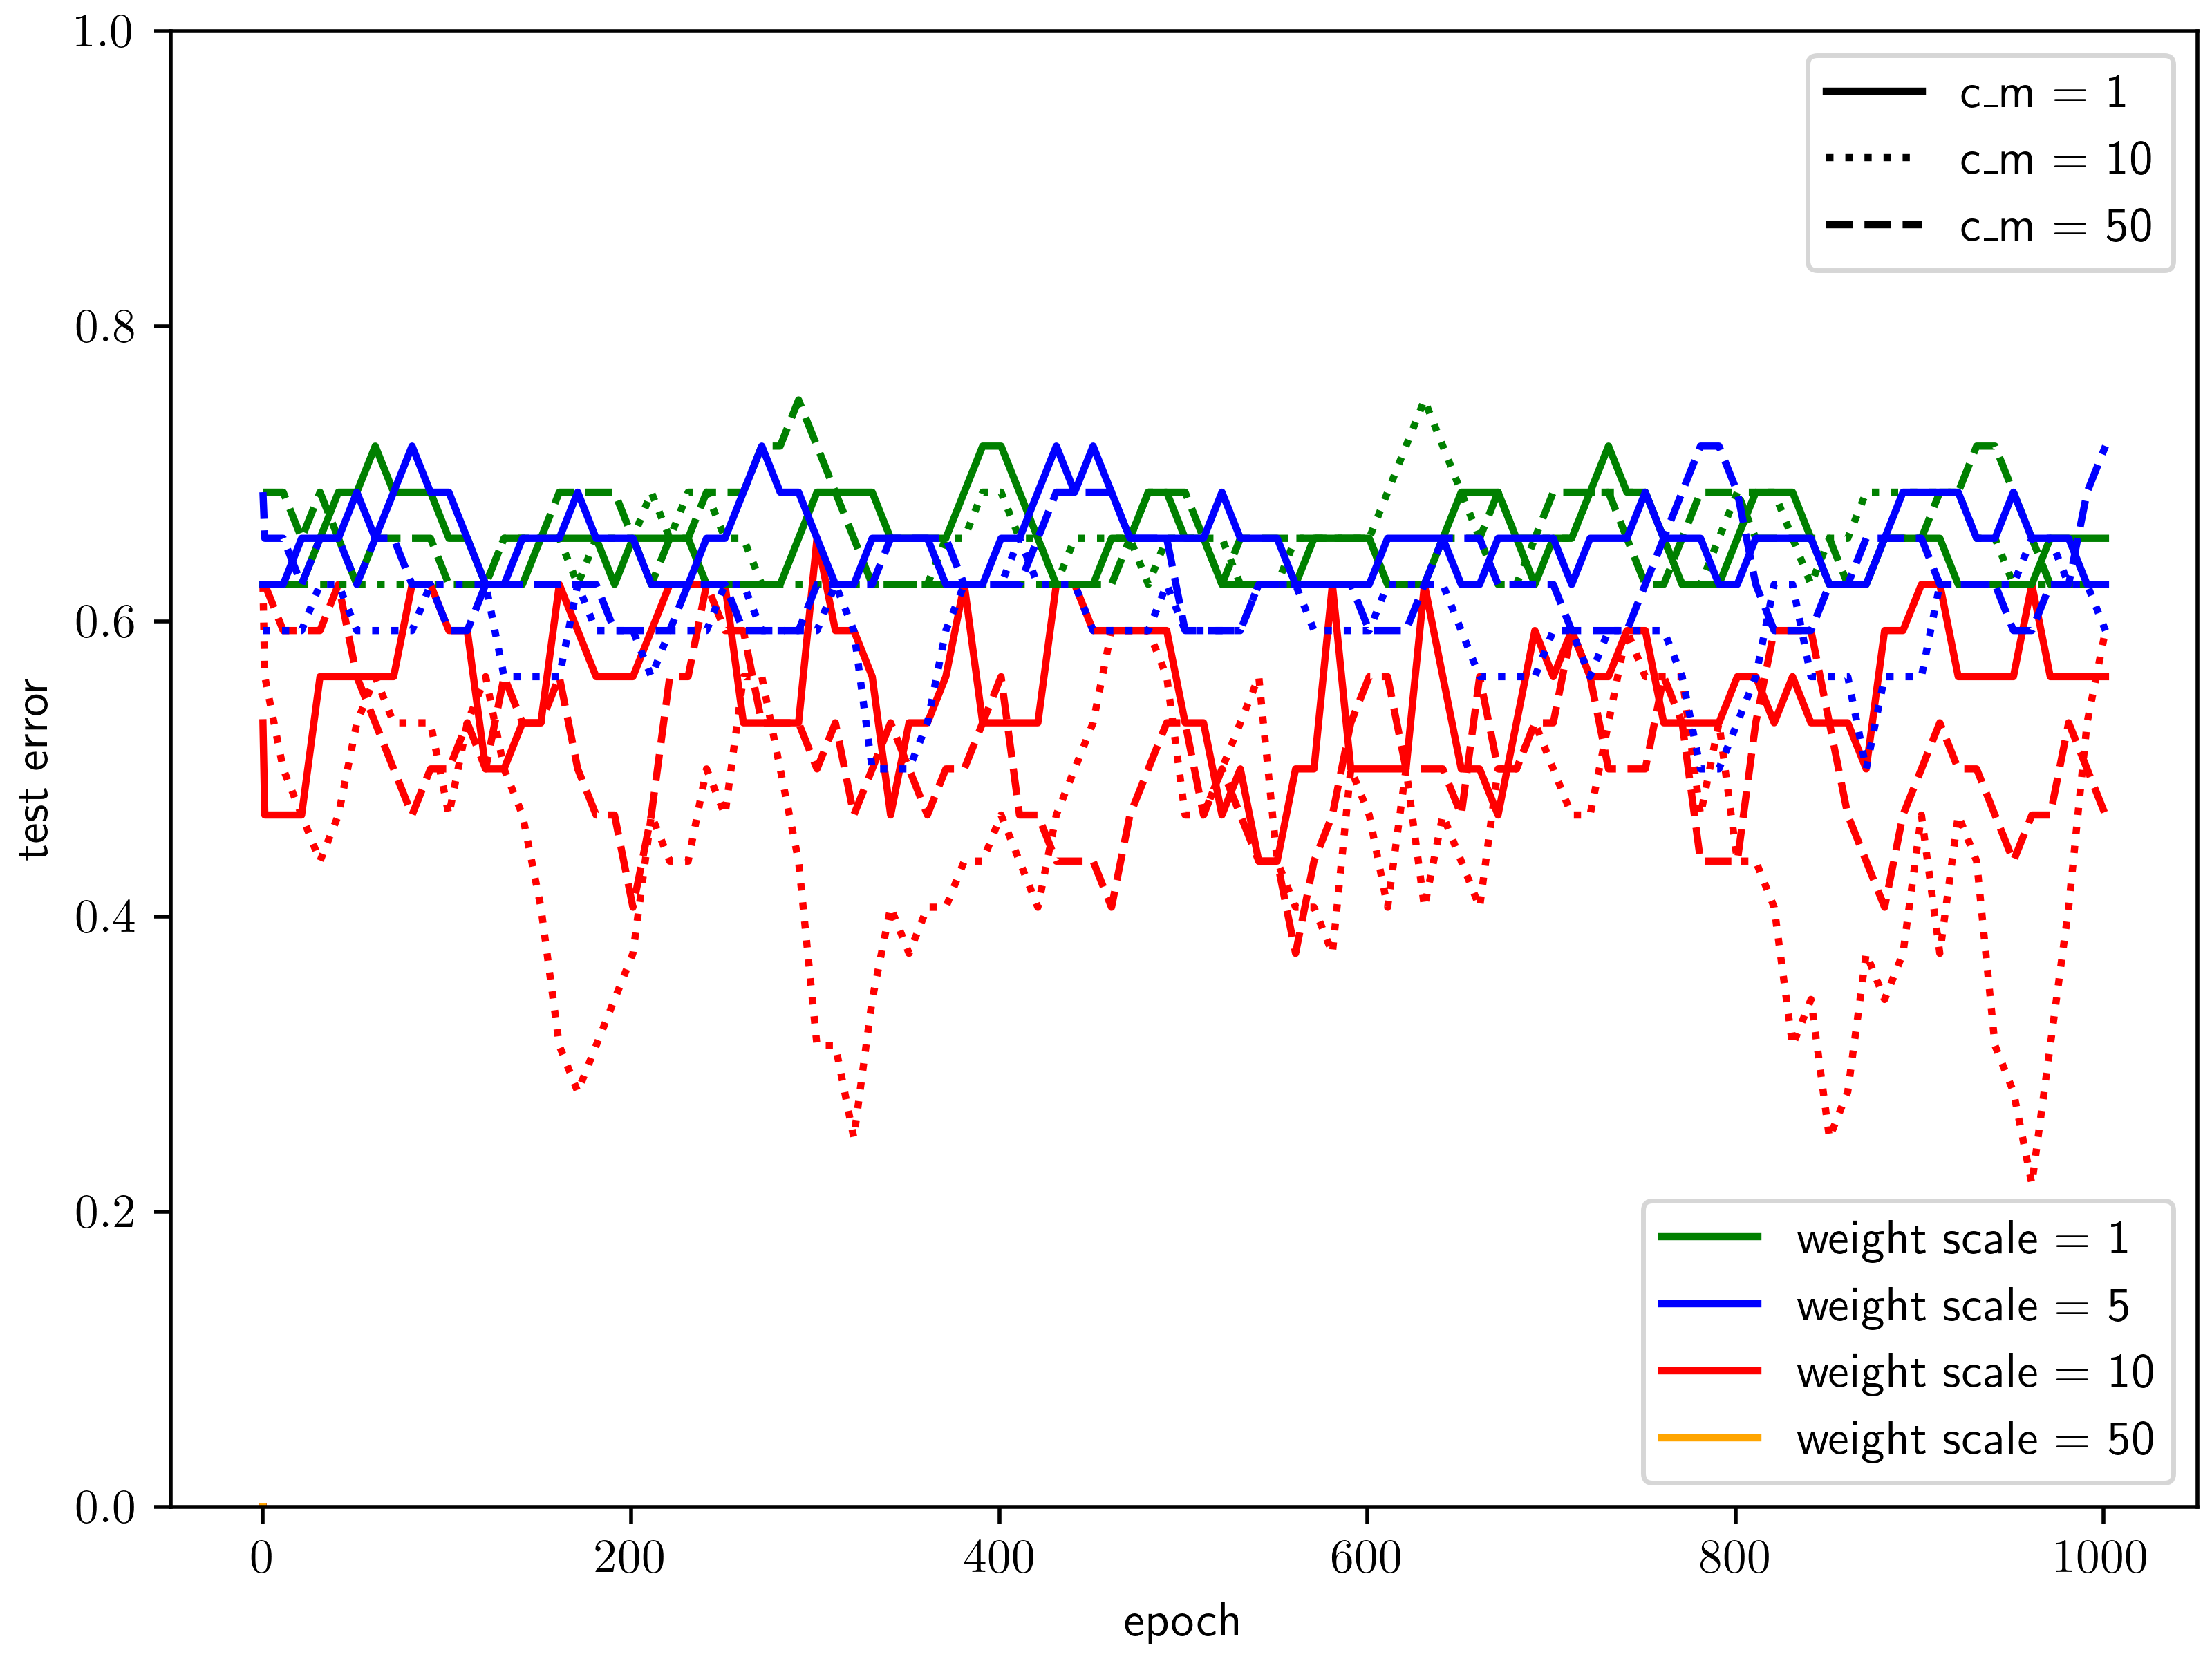 1.0
0.8
0.6
0.4
0.2
0.0
test error
0
200
400
600
800
1000
epoch
c_m = 1
c_m = 10
c_m = 50
weight scale = 1
weight scale = 5
weight scale = 10
weight scale = 50